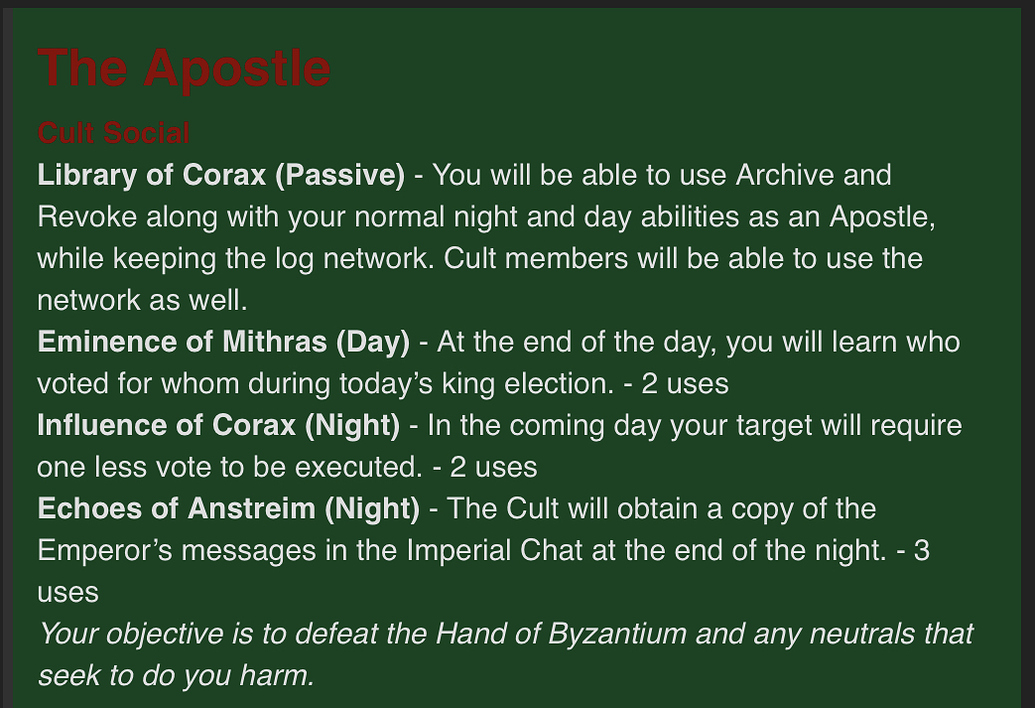 The Apostle
Cult Social
Library of Corax (Passive) - You will be able to use Archive and
Revoke along with your normal night and day abilities as an Apostle,
while keeping the log network. Cult members will be able to use the
network as well.
Eminence of Mithras (Day) - At the end of the day, you will learn who
voted for whom during today’s king election. - 2 uses
Influence of Corax (Night) - In the coming day your target will require
one less vote to be executed. - 2 uses
Echoes of Anstreim (Night) - The Cult will obtain a copy of the
Emperor’s messages in the Imperial Chat at the end of the night. - 3
uses
Your objective is to defeat the Hand of Byzantium and any neutrals that
seek to do you harm.